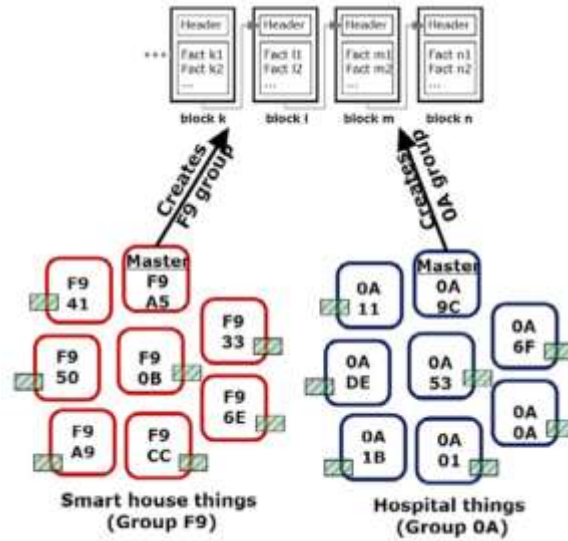 Header
Fact k1
Fact k2
...
block k
Header
Fact l1
Fact l2
...
block l
Header
Fact m1
Fact m2
...
block m
Header
Fact n1
Fact n2
...
block n
...
Creates
F9 group
Creates
0A group
F9
41
Master
F9
A5
F9
33
F9
50
F9
0B
F9
6E
F9
A9
F9
CC
Smart house things
(Group F9)
0A
11
Master
0A
9C
0A
6F
0A
DE
0A
53
0A
0A
0A
1B
0A
01
Hospital things
(Group 0A)